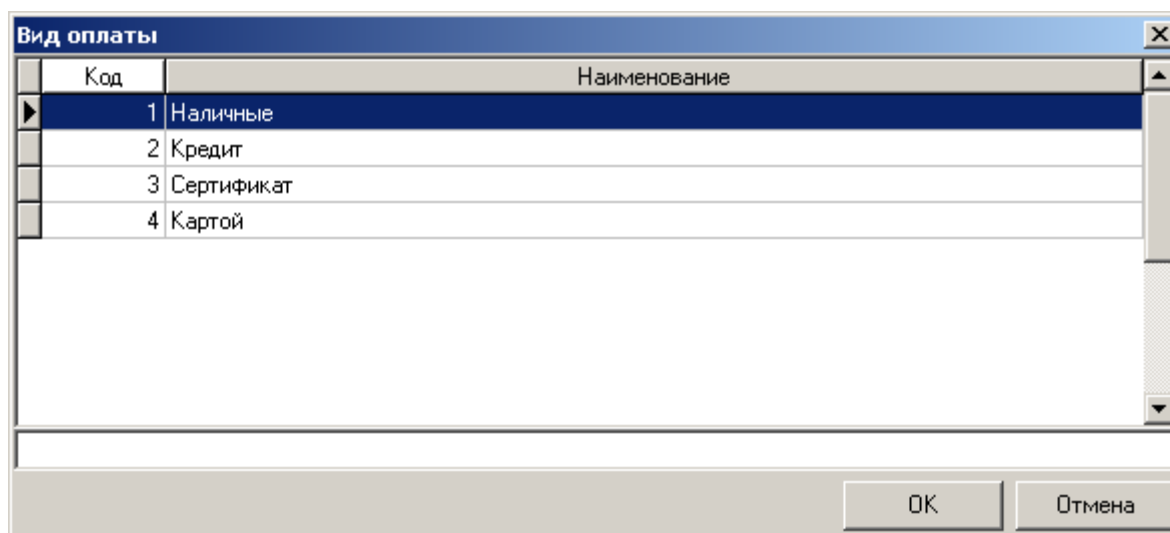 Вид оплаты
Код Наименование
1 Наличные
2 Кредит
3 Сертификат
4 Картой
OK Отмена